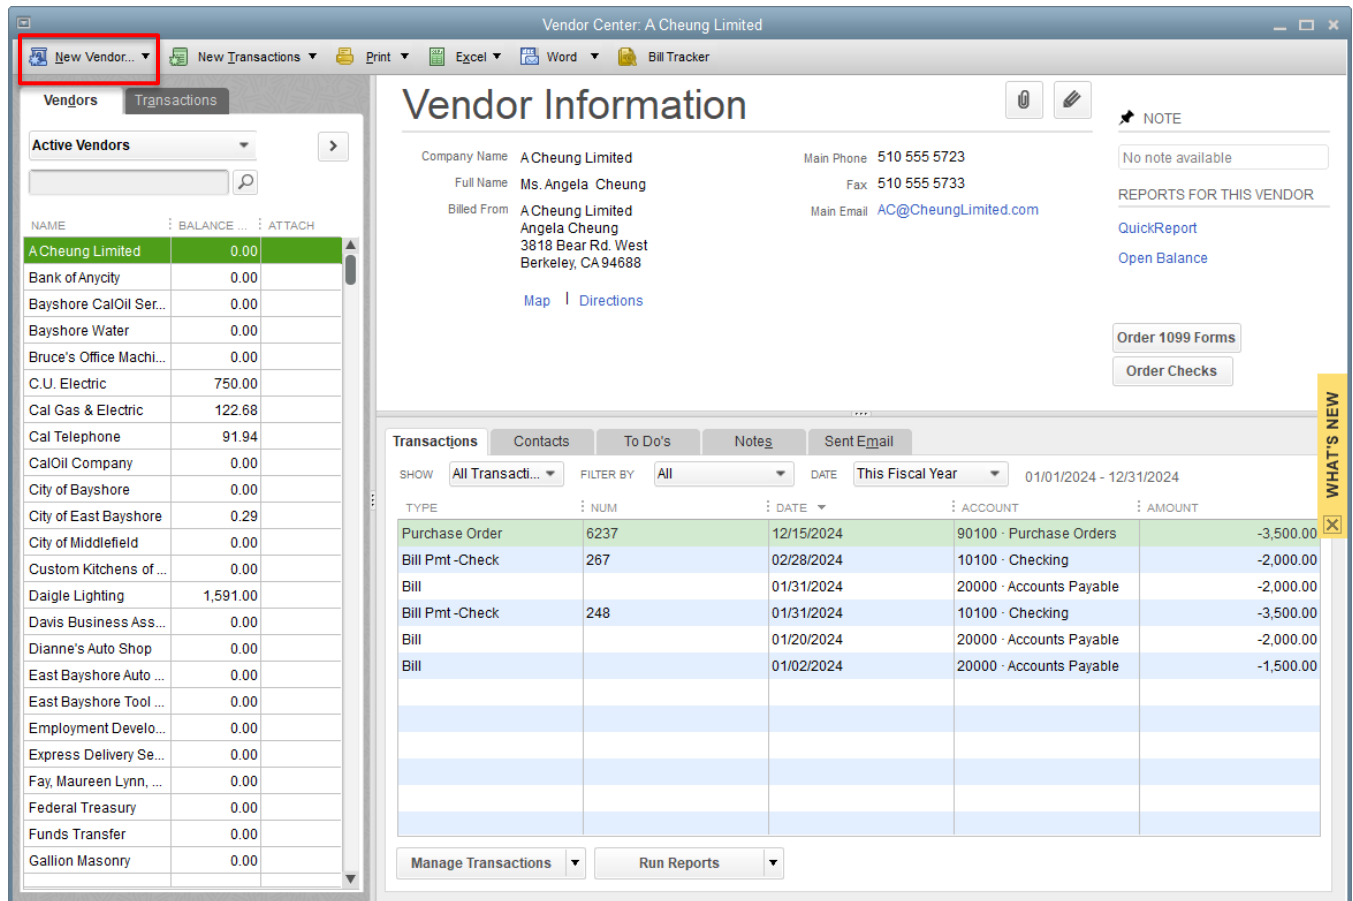 Vendor Center: A Cheung Limited
New Vendor... New Transactions Print Excel Word Bill Tracker
Vendors Transactions
Active Vendors
NAME BALANCE ... ATTACH
A Cheung Limited 0.00
Bank of Anycity 0.00
Bayshore CalOil Ser... 0.00
Bayshore Water 0.00
Bruce's Office Machi... 0.00
C.U. Electric 750.00
Cal Gas & Electric 122.68
Cal Telephone 91.94
CalOil Company 0.00
City of Bayshore 0.00
City of East Bayshore 0.29
City of Middlefield 0.00
Custom Kitchens of ... 0.00
Daigle Lighting 1,591.00
Davis Business Ass... 0.00
Dianne's Auto Shop 0.00
East Bayshore Auto ... 0.00
East Bayshore Tool ... 0.00
Employment Develo... 0.00
Express Delivery Se... 0.00
Fay, Maureen Lynn, ... 0.00
Federal Treasury 0.00
Funds Transfer 0.00
Gallion Masonry 0.00
Vendor Information
Company Name A Cheung Limited
Full Name Ms. Angela Cheung
Billed From A Cheung Limited
Angela Cheung
3818 Bear Rd. West
Berkeley, CA 94688
Map | Directions
Main Phone 510 555 5723
Fax 510 555 5733
Main Email AC@CheungLimited.com
NOTE
No note available
REPORTS FOR THIS VENDOR
QuickReport
Open Balance
Order 1099 Forms
Order Checks
WHAT'S NEW
Transactions Contacts To Do's Notes Sent Email
SHOW All Transacti... FILTER BY All DATE This Fiscal Year 01/01/2024 - 12/31/2024
TYPE NUM DATE ACCOUNT AMOUNT
Purchase Order 6237 12/15/2024 90100 · Purchase Orders -3,500.00
Bill Pmt -Check 267 02/28/2024 10100 · Checking -2,000.00
Bill 01/31/2024 20000 · Accounts Payable -2,000.00
Bill Pmt -Check 248 01/31/2024 10100 · Checking -3,500.00
Bill 01/20/2024 20000 · Accounts Payable -2,000.00
Bill 01/02/2024 20000 · Accounts Payable -1,500.00
Manage Transactions Run Reports